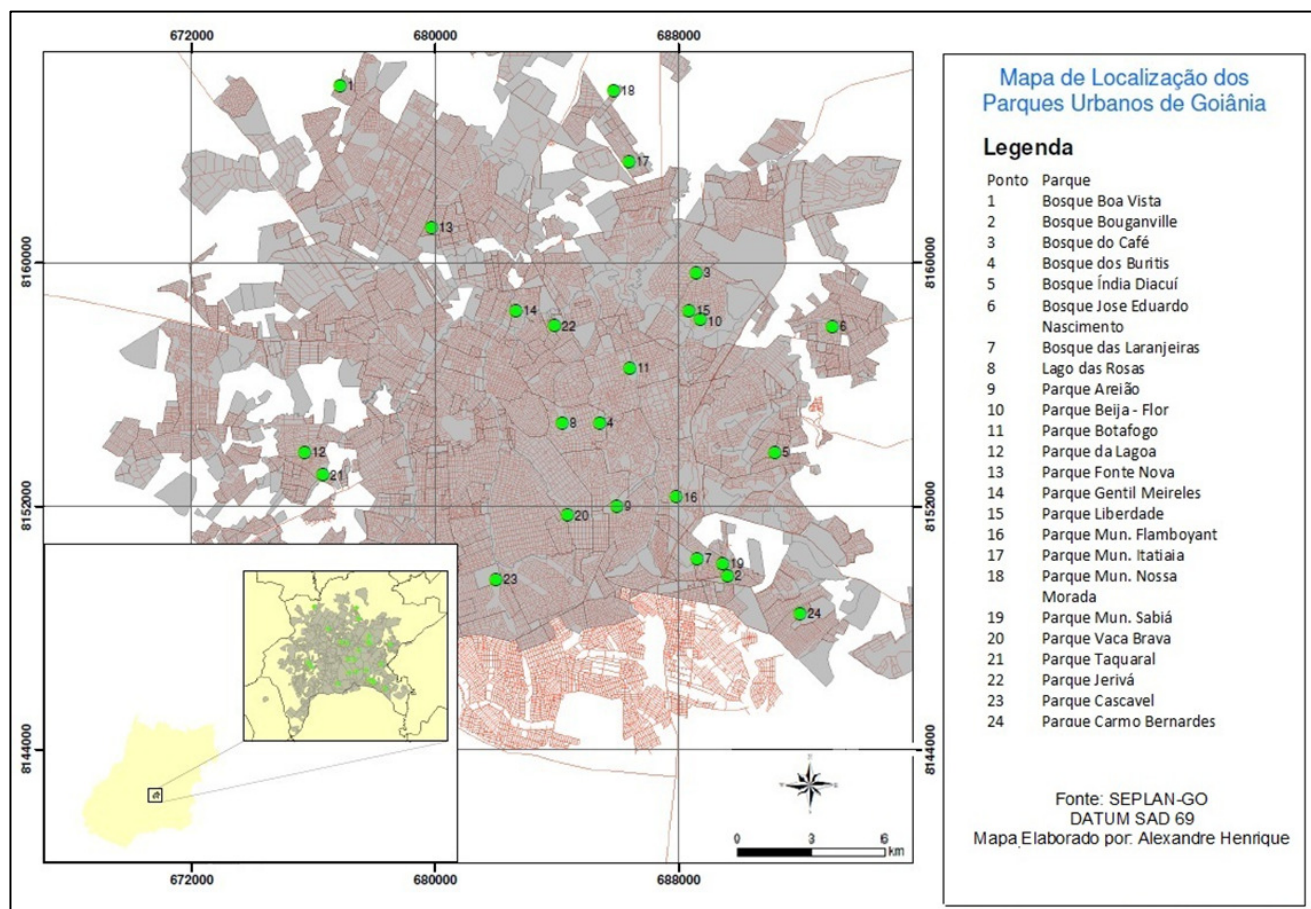 672000
680000
688000
8160000
8152000
8144000
1
18
17
13
3
14
22
15
10
6
11
8
4
12
21
5
16
9
20
7
19
2
23
24
0
3
6
km
672000
680000
688000
8160000
8152000
8144000
Mapa de Localização dos
Parques Urbanos de Goiânia
Legenda
Ponto Parque
1 Bosque Boa Vista
2 Bosque Bouganville
3 Bosque do Café
4 Bosque dos Buritis
5 Bosque Índia Diacuí
6 Bosque Jose Eduardo
Nascimento
7 Bosque das Laranjeiras
8 Lago das Rosas
9 Parque Areião
10 Parque Beija - Flor
11 Parque Botafogo
12 Parque da Lagoa
13 Parque Fonte Nova
14 Parque Gentil Meireles
15 Parque Liberdade
16 Parque Mun. Flamboyant
17 Parque Mun. Itatiaia
18 Parque Mun. Nossa
Morada
19 Parque Mun. Sabiá
20 Parque Vaca Brava
21 Parque Taquaral
22 Parque Jerivá
23 Parque Cascavel
24 Parque Carmo Bernardes
Fonte: SEPLAN-GO
DATUM SAD 69
Mapa Elaborado por: Alexandre Henrique